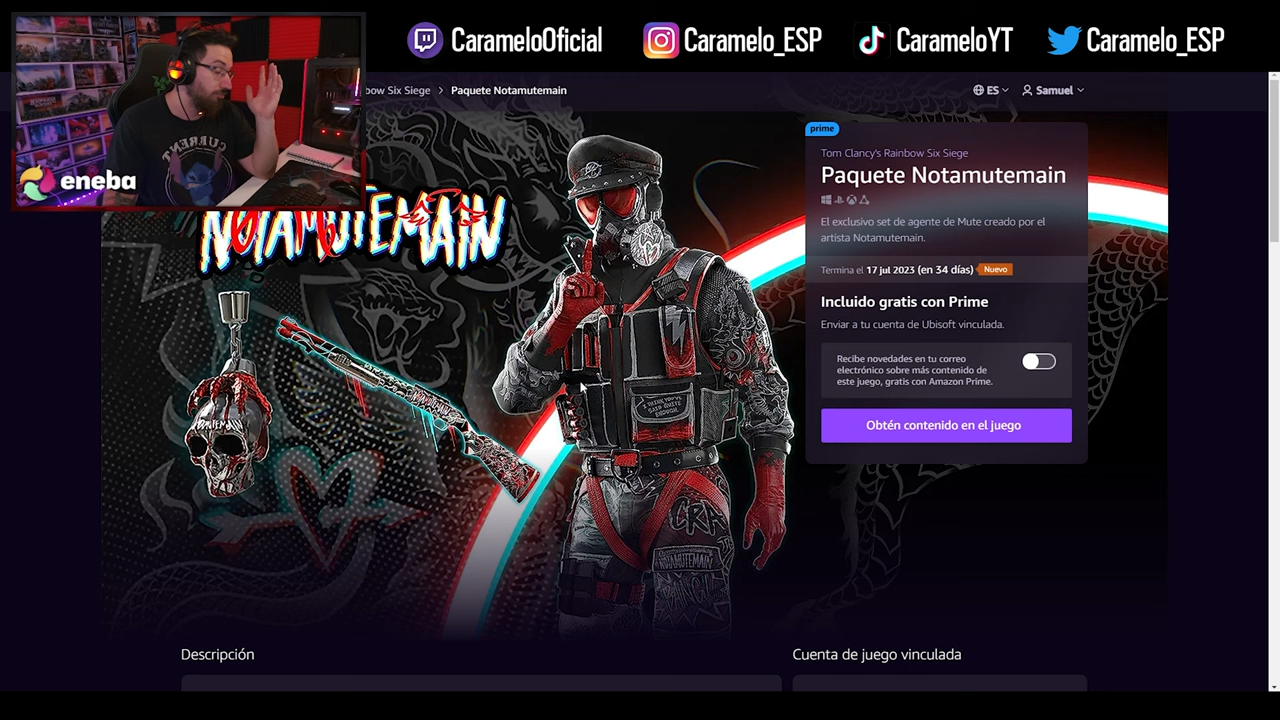 CarameloOficial
Caramelo_ESP
CarameloYT
Caramelo_ESP
CURRENT
eneba
bow Six Siege > Paquete Notamutemain
ES
Samuel
NOTAMUTEMAIN
prime
Tom Clancy's Rainbow Six Siege
Paquete Notamutemain
El exclusivo set de agente de Mute creado por el
artista Notamutemain.
Termina el 17 jul 2023 (en 34 días) Nuevo
Incluido gratis con Prime
Enviar a tu cuenta de Ubisoft vinculada.
Recibe novedades en tu correo
electrónico sobre más contenido de
este juego, gratis con Amazon Prime.
Obtén contenido en el juego
NOTAMUTEMAIN
Descripción
Cuenta de juego vinculada